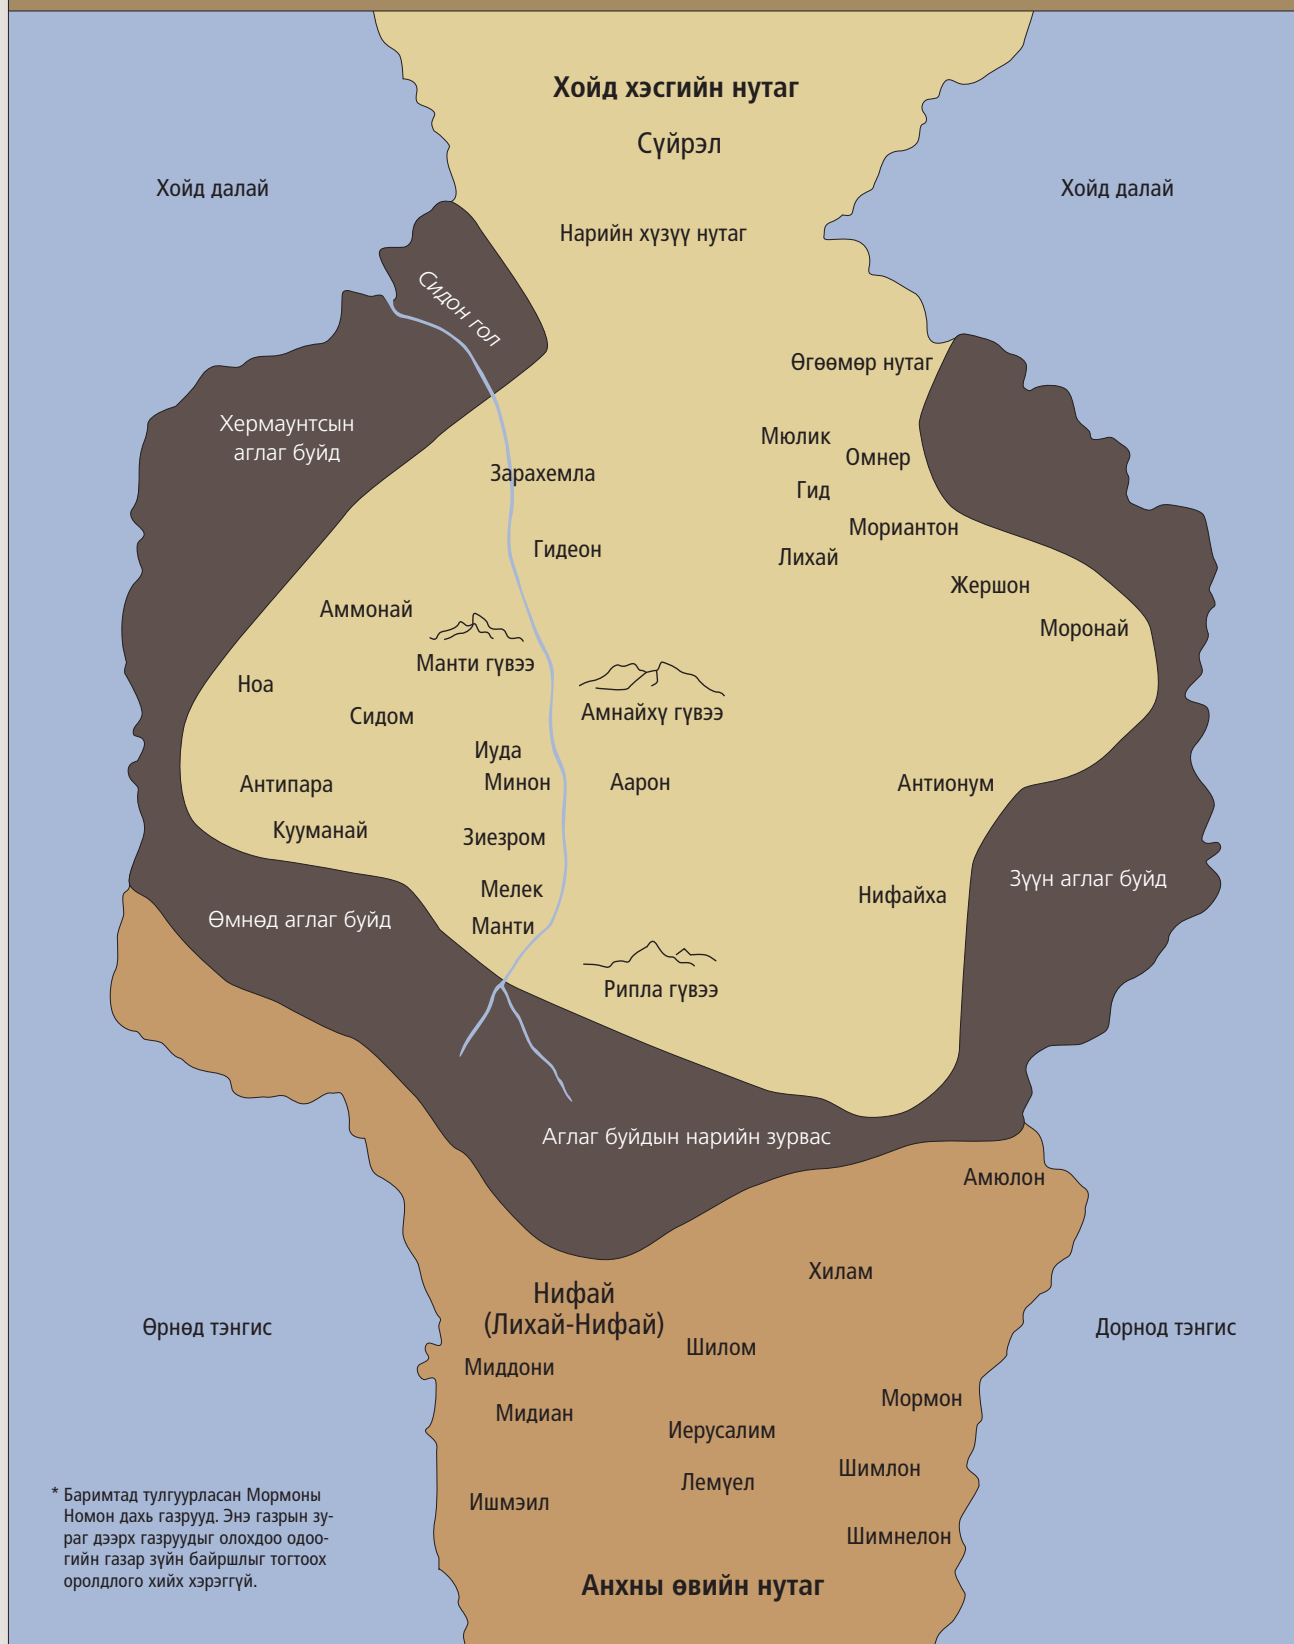 Хойд хэсгийн нутаг
Сүйрэл
Хойд далай
Хойд далай
Нарийн хүзүү нутаг
Сидон гол
Өгөөмөр нутаг
Хермаунтсын
аглаг буйд
Мюлик
Омнер
Зарахемла
Гид
Мориантон
Гидеон
Лихай
Жершон
Аммонай
Моронай
Манти гүвээ
Ноа
Сидом
Амнайхү гүвээ
Иуда
Антипара
Минон
Аарон
Антионум
Кууманай
Зиезром
Зүүн аглаг буйд
Мелек
Нифайха
Өмнөд аглаг буйд
Манти
Рипла гүвээ
Аглаг буйдын нарийн зурвас
Амюлон
Хилам
Нифай
(Лихай-Нифай)
Өрнөд тэнгис
Дорнод тэнгис
Шилом
Миддони
Мормон
Мидиан
Иерусалим
Шимлон
Лемүел
Ишмэил
Шимнелон
* Баримтад тулгуурласан Мормоны
Номон дахь газрууд. Энэ газрын зу-
раг дээрх газруудыг олохдоо одоо-
гийн газар зүйн байршлыг тогтоох
оролдлого хийх хэрэггүй.
Анхны өвийн нутаг